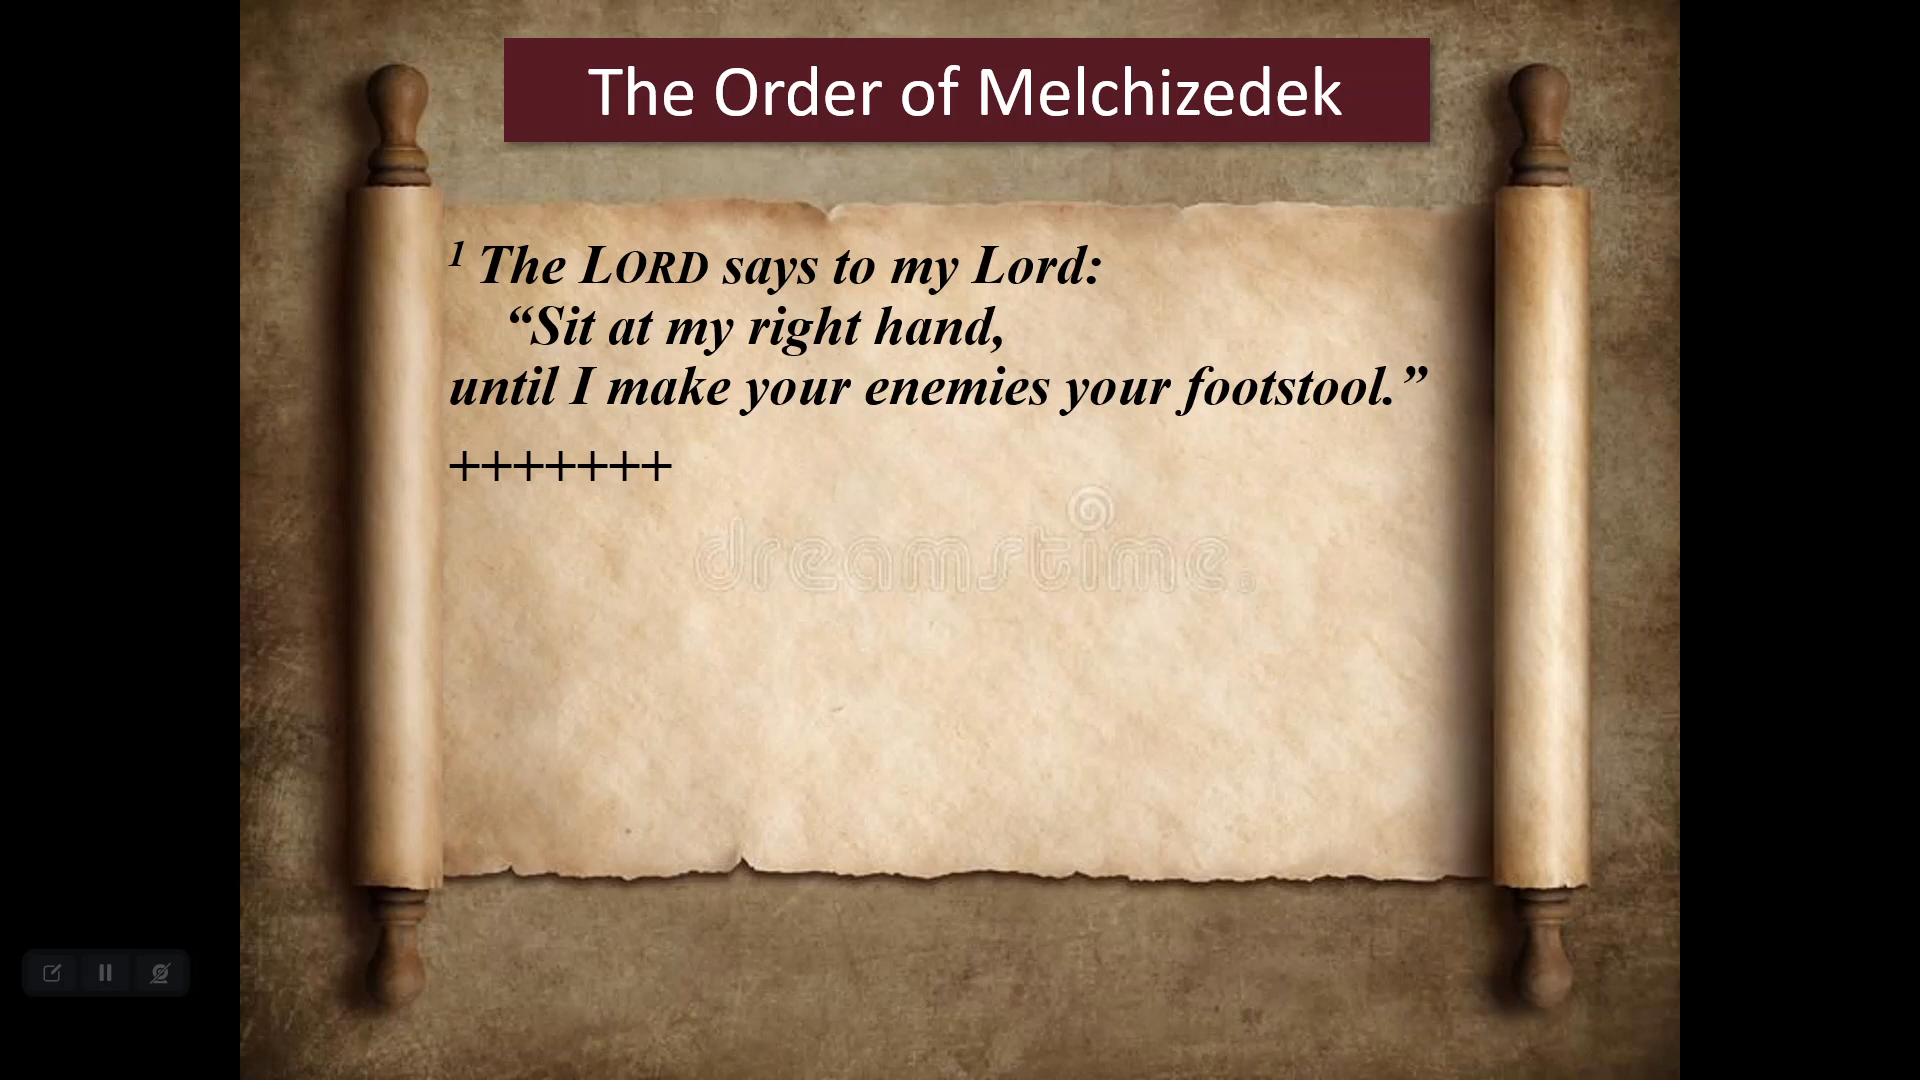 The Order of Melchizedek
1 The LORD says to my Lord:
“Sit at my right hand,
until I make your enemies your footstool.”
+++++++
dreamstime.